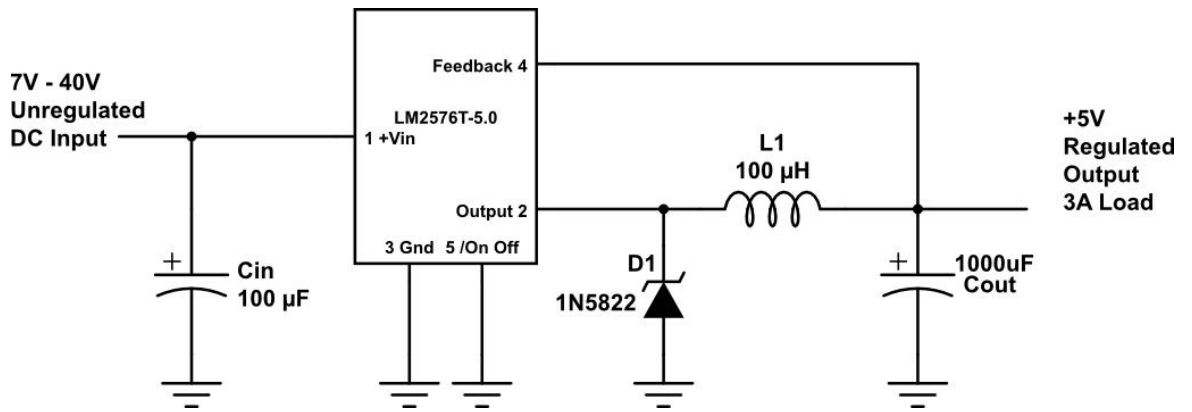 7V - 40V
Unregulated
DC Input
Feedback 4
LM2576T-5.0
1 +Vin
Output 2
3 Gnd
5 /On Off
Cin
100 µF
D1
1N5822
L1
100 µH
+5V
Regulated
Output
3A Load
1000uF
Cout